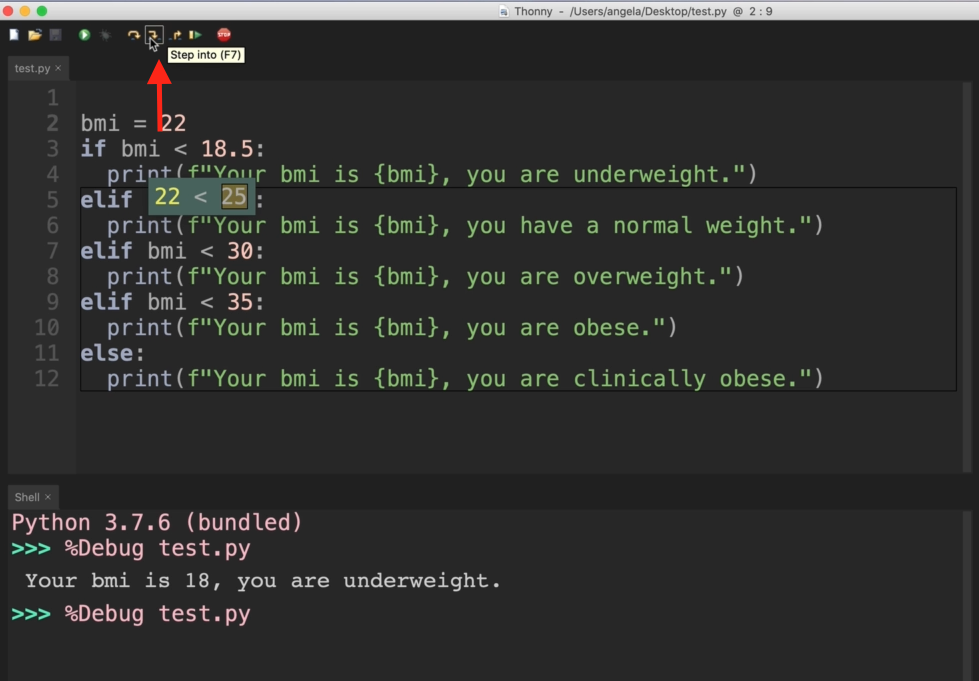 Thonny - /Users/angela/Desktop/test.py @ 2 : 9
STOP
Step into (F7)
test.py ×
1
2 bmi = 22
3 if bmi < 18.5:
4 print(f"Your bmi is {bmi}, you are underweight.")
5 elif 22 < 25:
6 print(f"Your bmi is {bmi}, you have a normal weight.")
7 elif bmi < 30:
8 print(f"Your bmi is {bmi}, you are overweight.")
9 elif bmi < 35:
10 print(f"Your bmi is {bmi}, you are obese.")
11 else:
12 print(f"Your bmi is {bmi}, you are clinically obese.")
Shell ×
Python 3.7.6 (bundled)
>>> %Debug test.py
Your bmi is 18, you are underweight.
>>> %Debug test.py